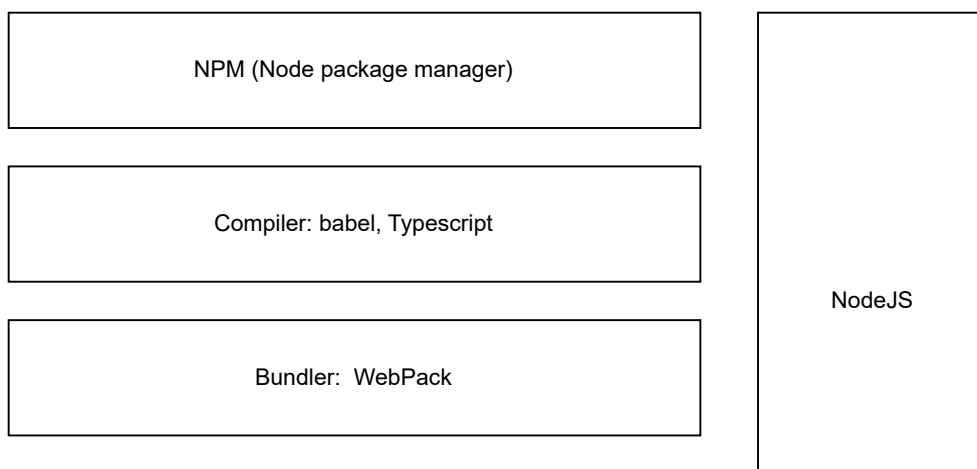 NPM (Node package manager)
Compiler: babel, Typescript
NodeJS
Bundler:  WebPack